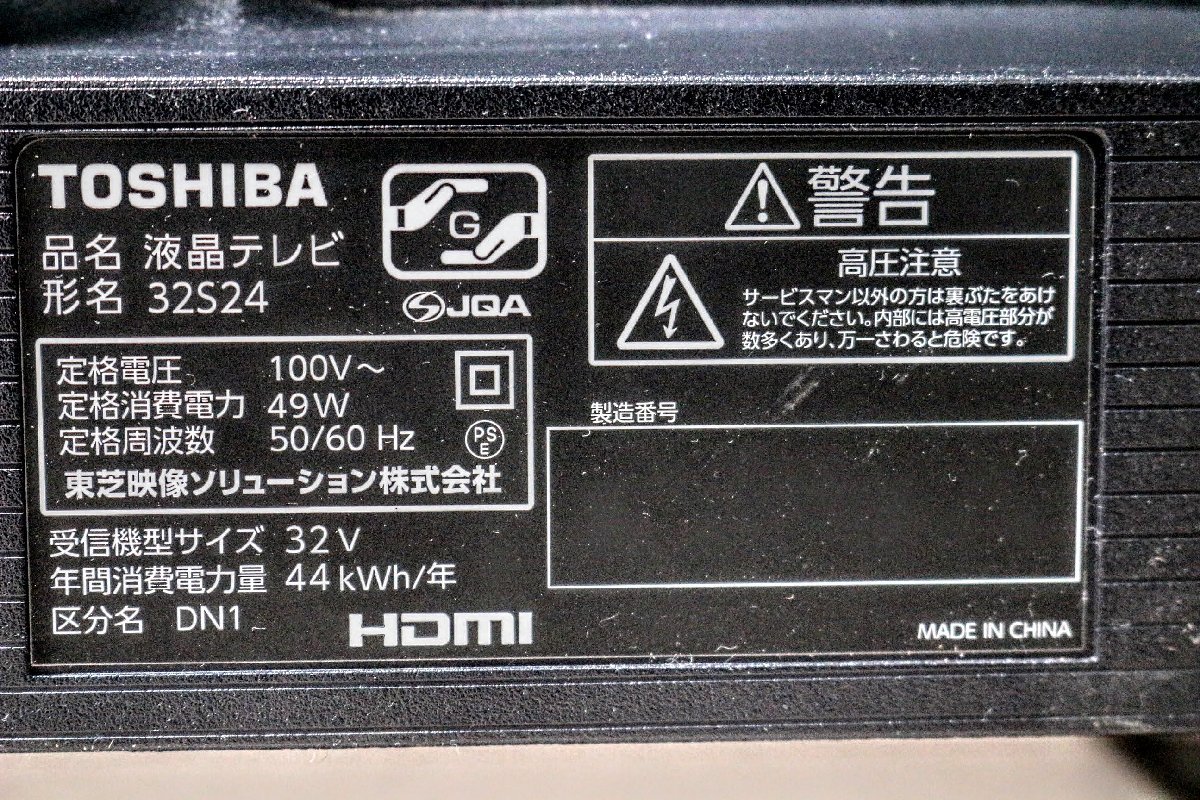 TOSHIBA
品名 液晶テレビ
形名 32S24
G
JQA
定格電圧 100V～
定格消費電力 49W
定格周波数 50/60 Hz
PS
E
東芝映像ソリューション株式会社
受信機型サイズ 32V
年間消費電力量 44kWh/年
区分名 DN1
HDMI
警告
高圧注意
サービスマン以外の方は裏ぶたをあけ
ないでください。内部には高電圧部分が
数多くあり、万一さわると危険です。
製造番号
MADE IN CHINA